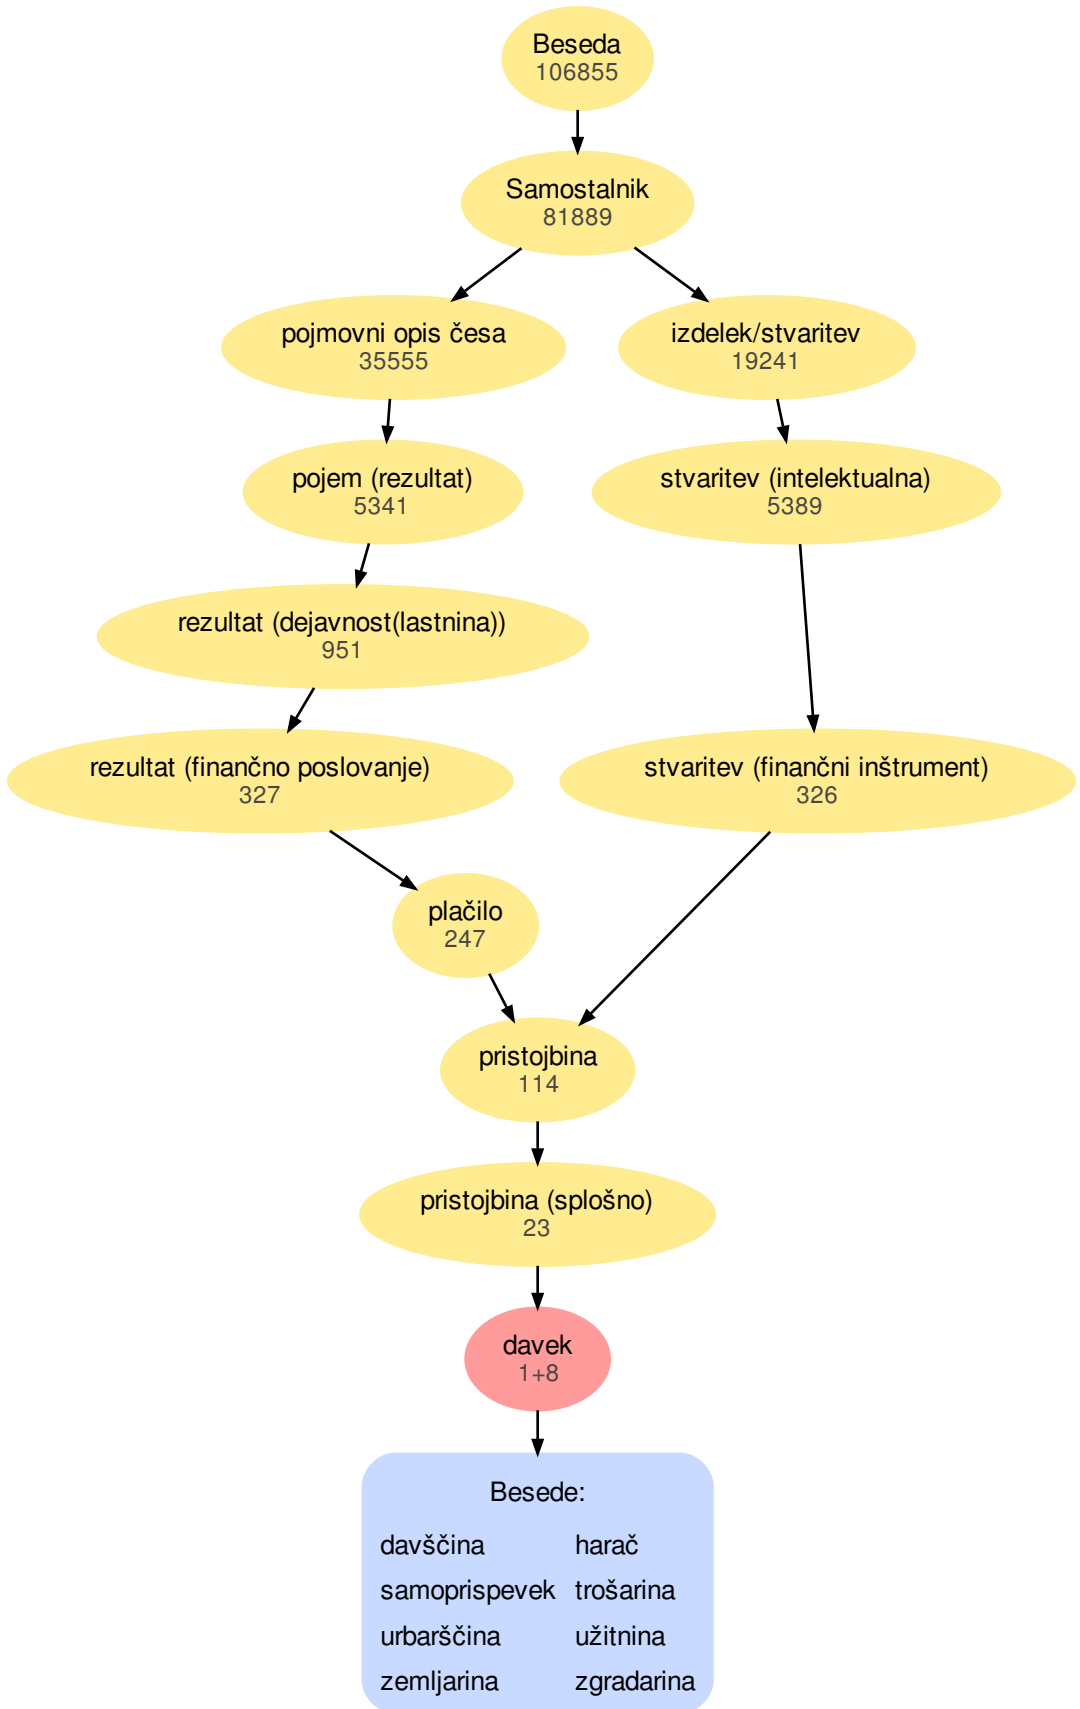 Beseda
106855
Samostalnik
81889
pojmovni opis česa
35555
izdelek/stvaritev
19241
pojem (rezultat)
5341
stvaritev (intelektualna)
5389
rezultat (dejavnost(lastnina))
951
rezultat (finančno poslovanje)
327
stvaritev (finančni inštrument)
326
plačilo
247
pristojbina
114
pristojbina (splošno)
23
davek
1+8
Besede:
davščina harač
samoprispevek trošarina
urbarščina užitnina
zemljarina zgradarina